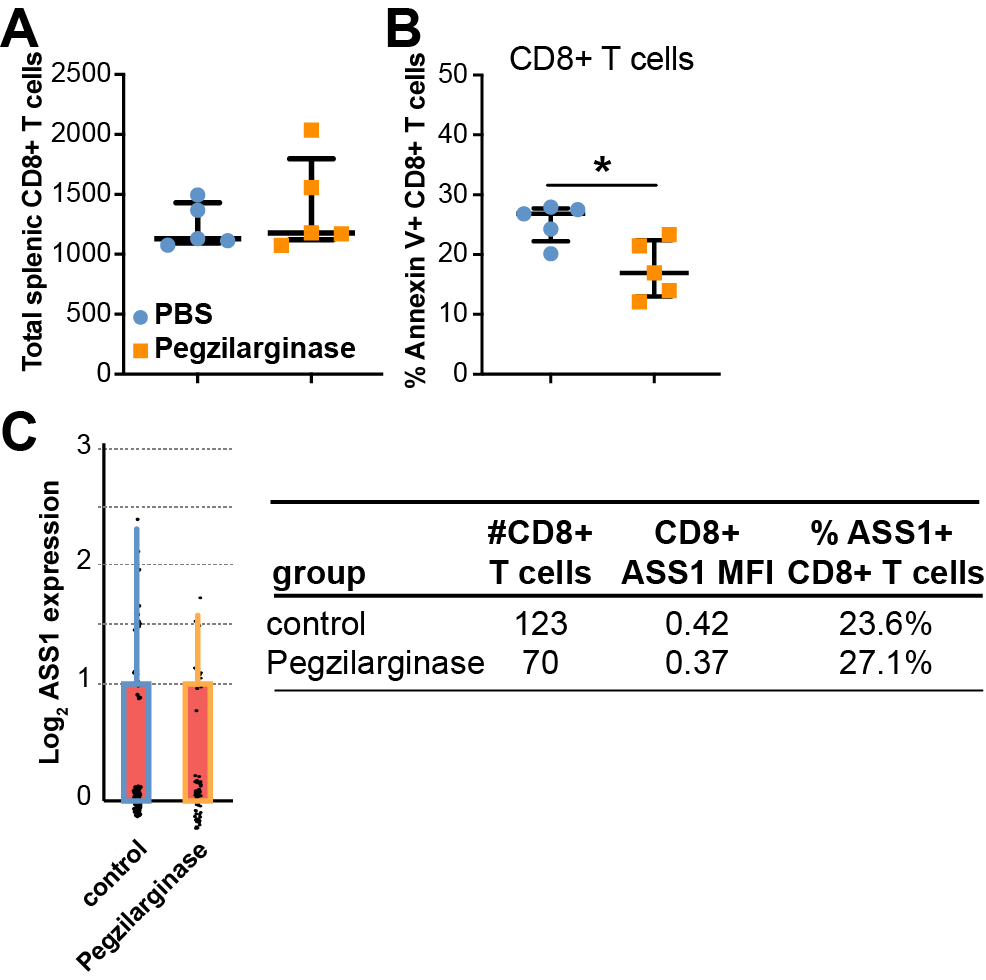 A
Total splenic CD8+ T cells
2500
2000
1500
1000
500
0
PBS
Pegzilarginase
B
CD8+ T cells
% Annexin V+ CD8+ T cells
50
40
30
20
10
0
*
C
Log2 ASS1 expression
3
2
1
0
control
Pegzilarginase
group #CD8+ T cells CD8+ ASS1 MFI % ASS1+ CD8+ T cells
control 123 0.42 23.6%
Pegzilarginase 70 0.37 27.1%